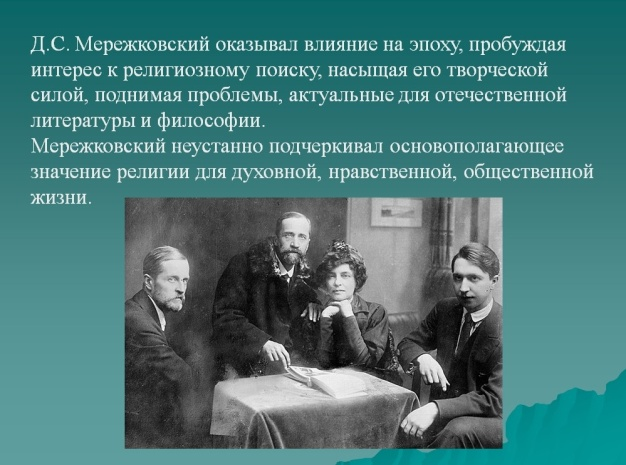 Д.С. Мережковский оказывал влияние на эпоху, пробуждая
интерес к религиозному поиску, насыщая его творческой
силой, поднимая проблемы, актуальные для отечественной
литературы и философии.
Мережковский неустанно подчеркивал основополагающее
значение религии для духовной, нравственной, общественной
жизни.